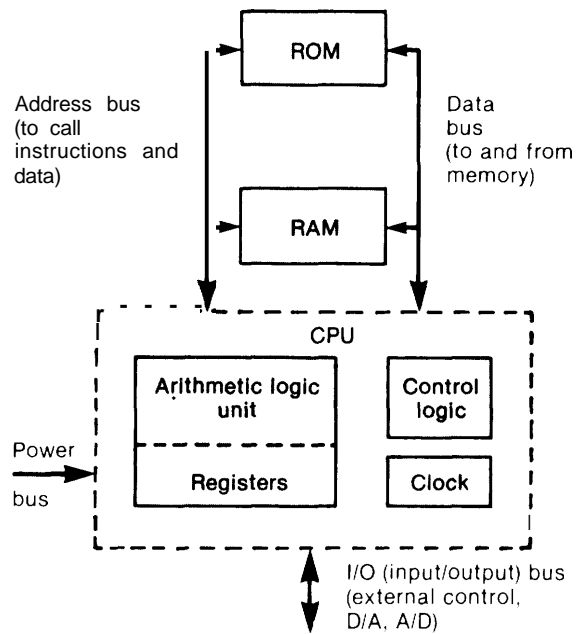 ROM
Address bus
(to call
instructions and
data)
Data
bus
(to and from
memory)
RAM
CPU
Arithmetic logic
unit
Registers
Control
logic
Clock
Power
bus
I/O (input/output) bus
(external control,
D/A, A/D)